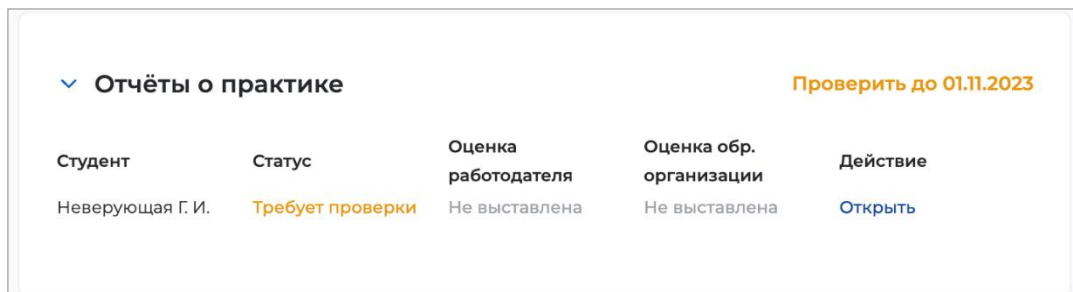 Отчёты о практике
Проверить до 01.11.2023
Студент
Статус
Оценка
работодателя
Оценка обр.
организации
Действие
Неверующая Г. И.
Требует проверки
Не выставлена
Не выставлена
Открыть